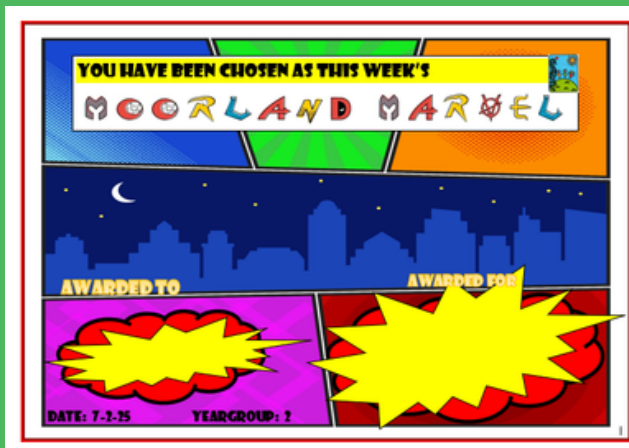 YOU HAVE BEEN CHOSEN AS THIS WEEK'S
MOORLAND MARVEL
AWARDED TO AWARDED FOR
DATE: 7-2-25 YEARGROUP: 2